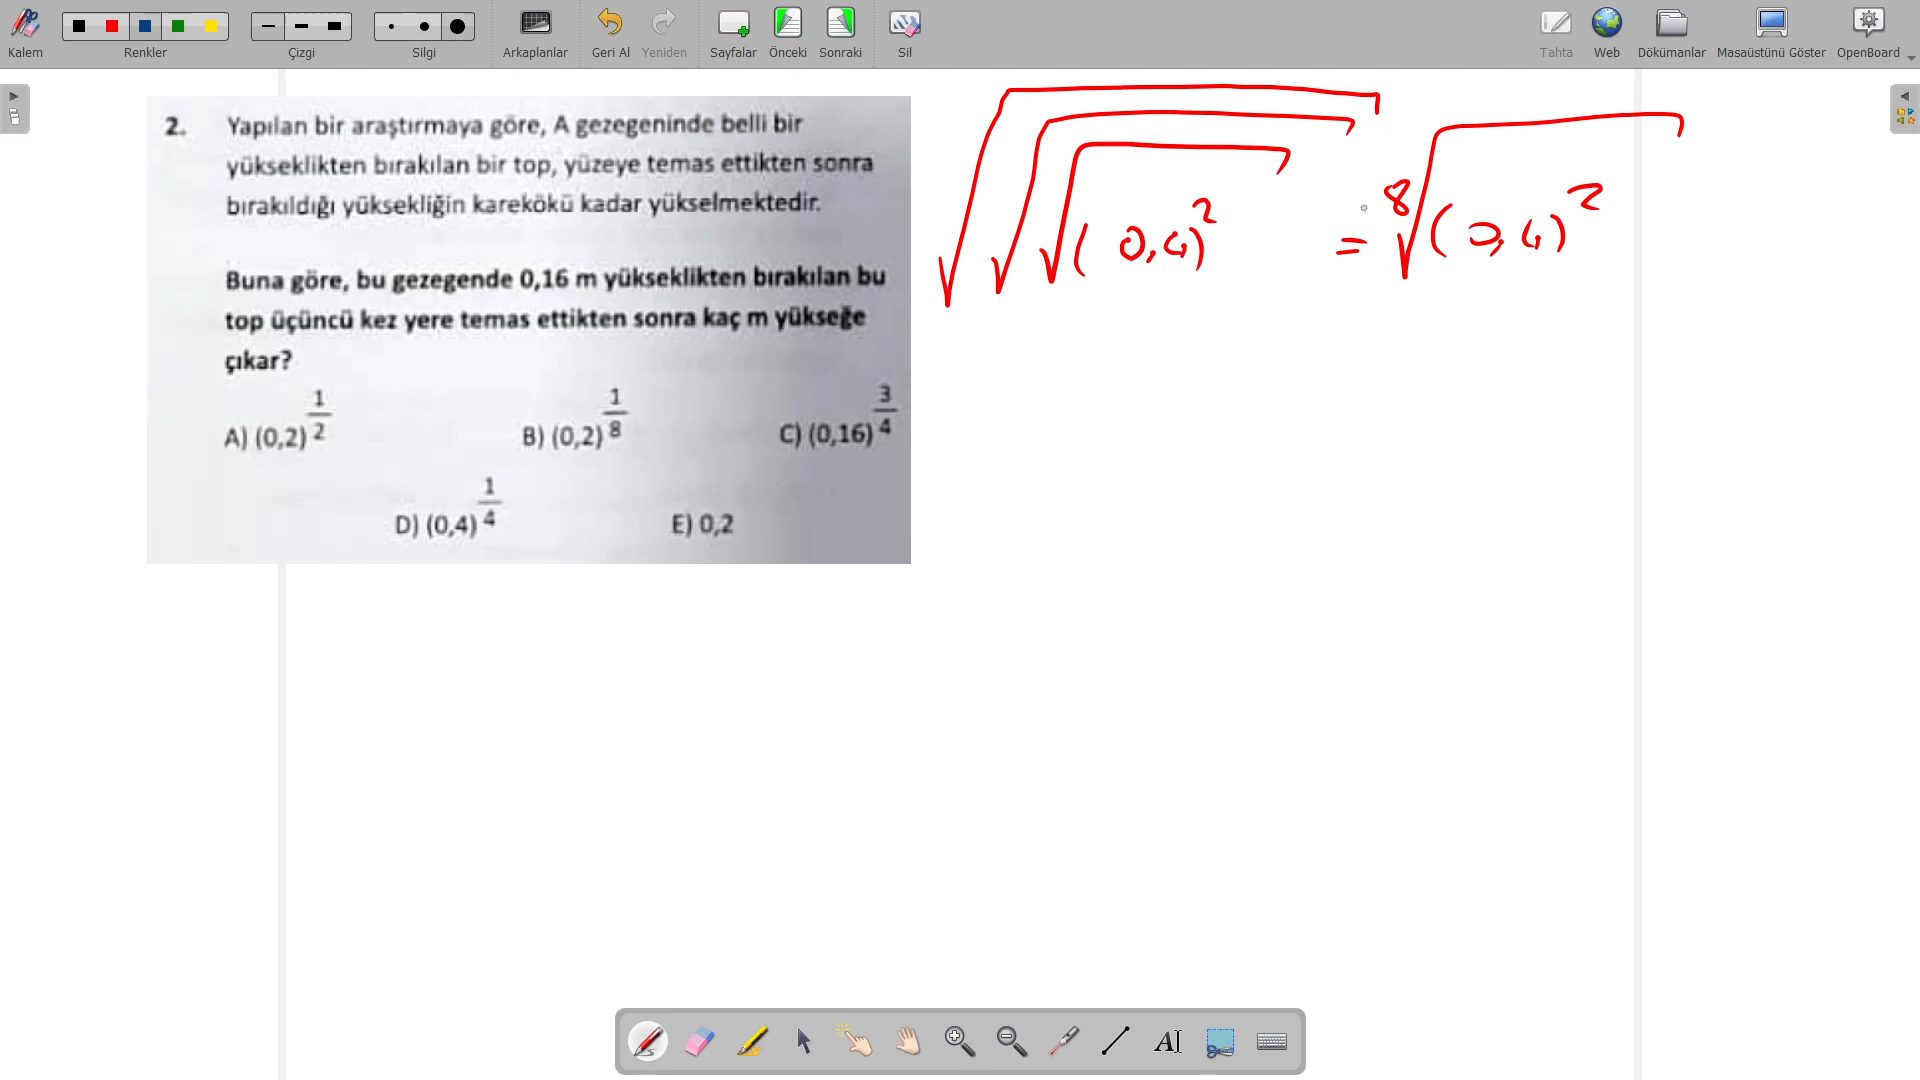 Kalem
Renkler
Çizgi
Silgi
Arkaplanlar
Geri Al
Yeniden
Sayfalar
Önceki
Sonraki
Sil
Tahta
Web
Dökümanlar
Masaüstünü Göster
OpenBoard
2. Yapılan bir araştırmaya göre, A gezegeninde belli bir
yükseklikten bırakılan bir top, yüzeye temas ettikten sonra
bırakıldığı yüksekliğin karekökü kadar yükselmektedir.
Buna göre, bu gezegende 0,16 m yükseklikten bırakılan bu
top üçüncü kez yere temas ettikten sonra kaç m yükseğe
çıkar?
A) (0,2)^(1/2) B) (0,2)^(1/8) C) (0,16)^(3/4)
D) (0,4)^(1/4) E) 0,2
√√√(0,4)² = ⁸√(0,4)²
AI